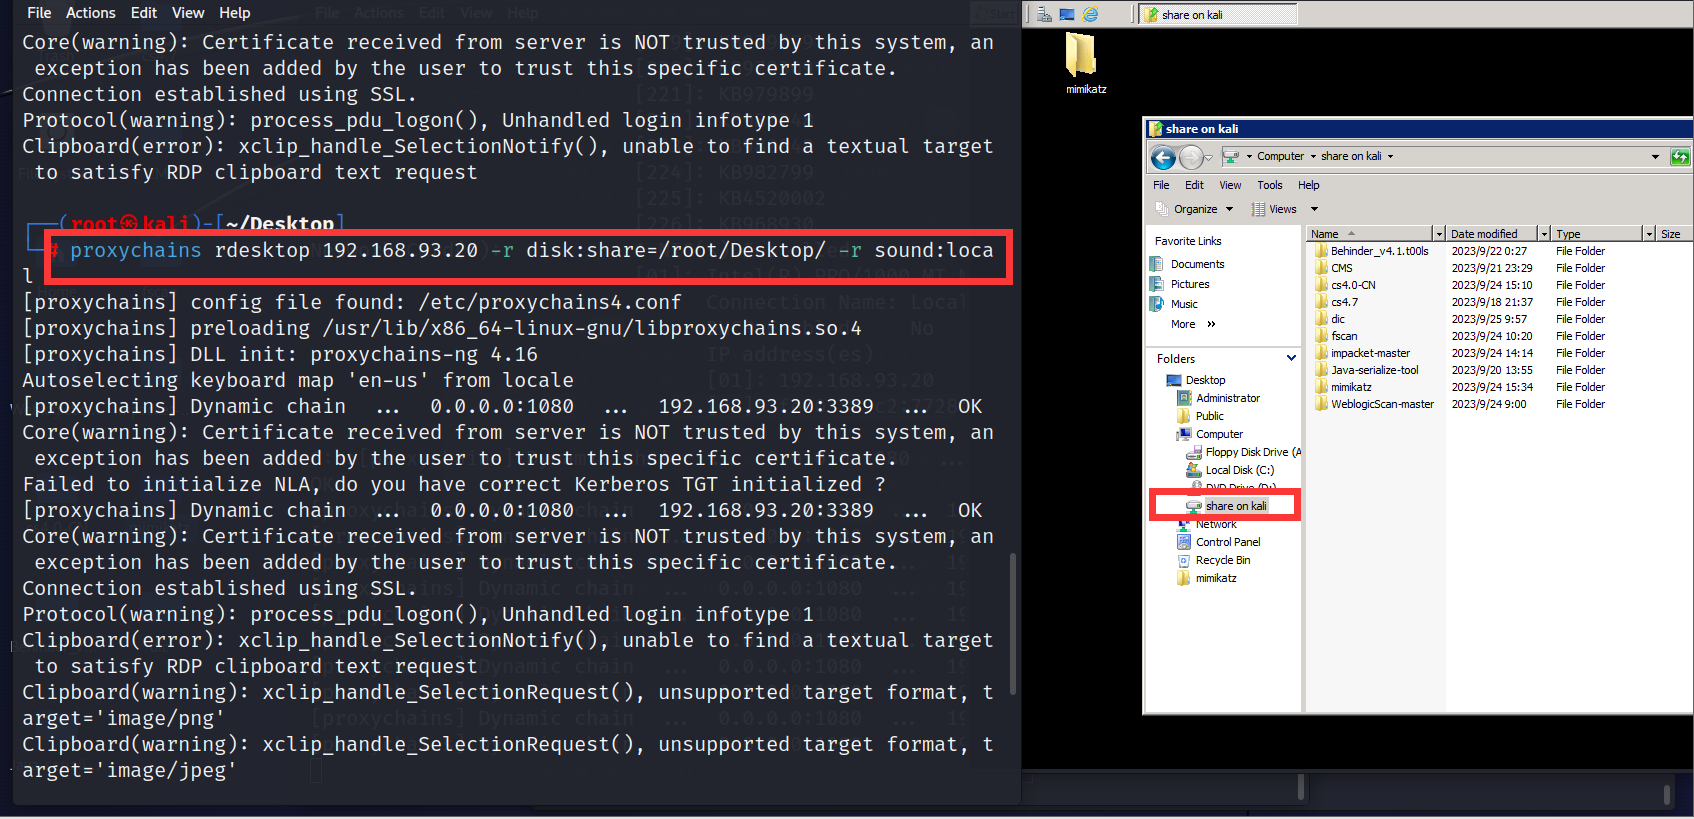 File Actions Edit View Help
Core(warning): Certificate received from server is NOT trusted by this system, an
exception has been added by the user to trust this specific certificate.
Connection established using SSL.
Protocol(warning): process_pdu_logon(), Unhandled login infotype 1
Clipboard(error): xclip_handle_SelectionNotify(), unable to find a textual target
to satisfy RDP clipboard text request
(root㉿kali)-[~/Desktop]
# proxychains rdesktop 192.168.93.20 -r disk:share=/root/Desktop/ -r sound:loca
l
[proxychains] config file found: /etc/proxychains4.conf
[proxychains] preloading /usr/lib/x86_64-linux-gnu/libproxychains.so.4
[proxychains] DLL init: proxychains-ng 4.16
Autoselecting keyboard map 'en-us' from locale
[proxychains] Dynamic chain ... 0.0.0.0:1080 ... 192.168.93.20:3389 ... OK
Core(warning): Certificate received from server is NOT trusted by this system, an
exception has been added by the user to trust this specific certificate.
Failed to initialize NLA, do you have correct Kerberos TGT initialized ?
[proxychains] Dynamic chain ... 0.0.0.0:1080 ... 192.168.93.20:3389 ... OK
Core(warning): Certificate received from server is NOT trusted by this system, an
exception has been added by the user to trust this specific certificate.
Connection established using SSL.
Protocol(warning): process_pdu_logon(), Unhandled login infotype 1
Clipboard(error): xclip_handle_SelectionNotify(), unable to find a textual target
to satisfy RDP clipboard text request
Clipboard(warning): xclip_handle_SelectionRequest(), unsupported target format, t
arget='image/png'
Clipboard(warning): xclip_handle_SelectionRequest(), unsupported target format, t
arget='image/jpeg'
share on kali
mimikatz
share on kali
Computer share on kali
File Edit View Tools Help
Organize Views
Favorite Links
Documents
Pictures
Music
More »
Folders
Desktop
Administrator
Public
Computer
Floppy Disk Drive (A
Local Disk (C:)
DVD Drive (D:)
share on kali
Network
Control Panel
Recycle Bin
mimikatz
Name Date modified Type Size
Behinder_v4.1.t00ls 2023/9/22 0:27 File Folder
CMS 2023/9/21 23:29 File Folder
cs4.0-CN 2023/9/24 15:10 File Folder
cs4.7 2023/9/18 21:37 File Folder
dic 2023/9/25 9:57 File Folder
fscan 2023/9/24 10:20 File Folder
impacket-master 2023/9/24 14:14 File Folder
Java-serialize-tool 2023/9/20 13:55 File Folder
mimikatz 2023/9/24 15:34 File Folder
WeblogicScan-master 2023/9/24 9:00 File Folder